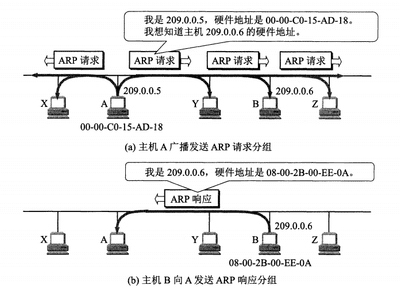 我是 209.0.0.5，硬件地址是 00-00-C0-15-AD-18。
我想知道主机 209.0.0.6 的硬件地址。
ARP 请求
ARP 请求
ARP 请求
ARP 请求
209.0.0.5
209.0.0.6
X
A
Y
B
Z
00-00-C0-15-AD-18
(a) 主机 A 广播发送 ARP 请求分组
我是 209.0.0.6，硬件地址是 08-00-2B-00-EE-0A。
ARP 响应
209.0.0.6
X
A
Y
B
Z
08-00-2B-00-EE-0A
(b) 主机 B 向 A 发送 ARP 响应分组